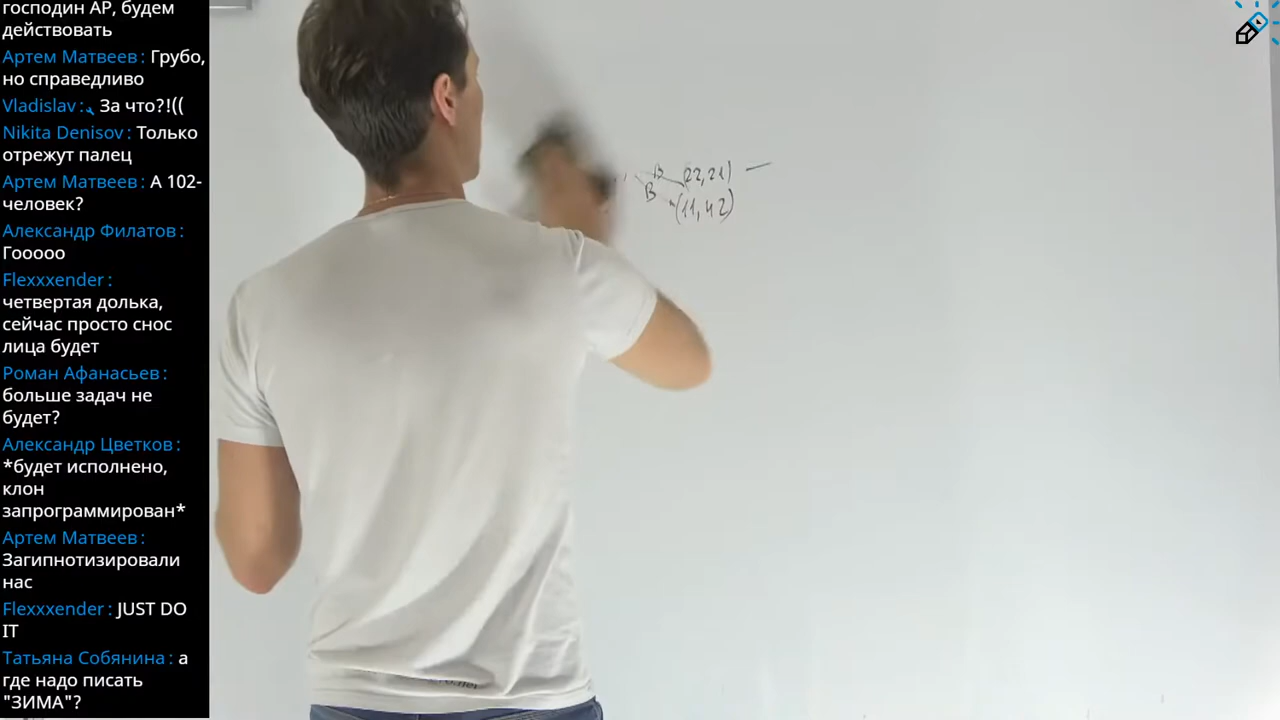 господин АР, будем
действовать
Артем Матвеев : Грубо,
но справедливо
Vladislav : За что?!((
Nikita Denisov : Только
отрежут палец
Артем Матвеев : А 102-
человек?
Александр Филатов :
Гооооо
Flexxxender :
четвертая долька,
сейчас просто снос
лица будет
Роман Афанасьев :
больше задач не
будет?
Александр Цветков :
*будет исполнено,
клон
запрограммирован*
Артем Матвеев :
Загипнотизировали
нас
Flexxxender : JUST DO
IT
Татьяна Собянина : а
где надо писать
"ЗИМА"?
В (22,21) —
В (11,42)